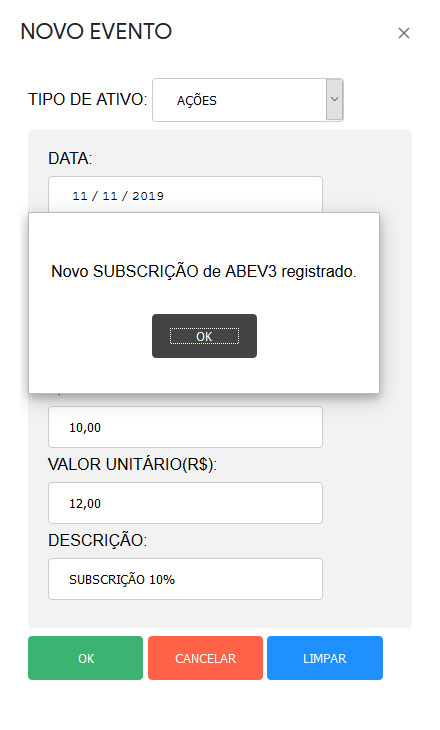 NOVO EVENTO
TIPO DE ATIVO: AÇÕES
DATA:
11 / 11 / 2019
Novo SUBSCRIÇÃO de ABEV3 registrado.
OK
10,00
VALOR UNITÁRIO(R$):
12,00
DESCRIÇÃO:
SUBSCRIÇÃO 10%
OK CANCELAR LIMPAR